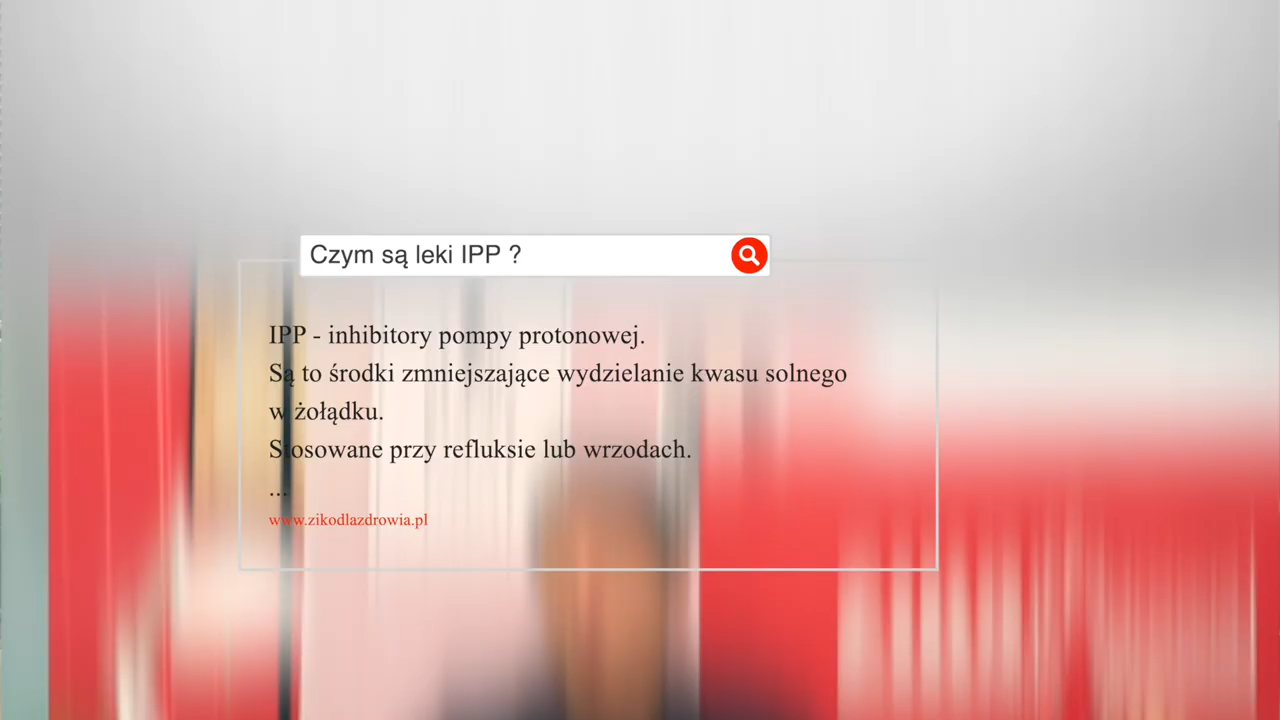 Czym są leki IPP ?
IPP - inhibitory pompy protonowej.
Są to środki zmniejszające wydzielanie kwasu solnego
w żołądku.
Stosowane przy refluksie lub wrzodach.
...
www.zikodlazdrowia.pl